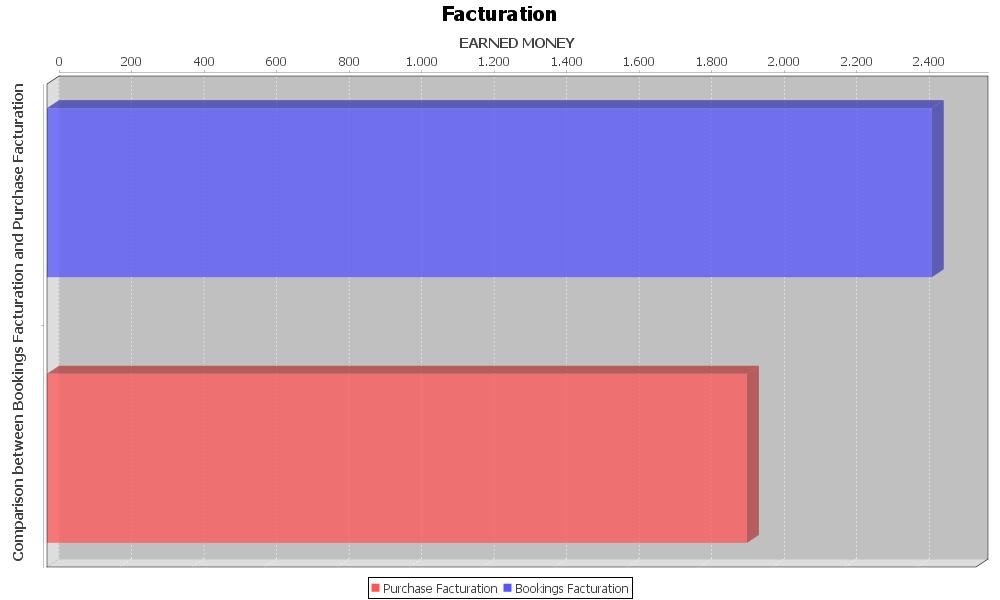 Facturation
EARNED MONEY
0 200 400 600 800 1.000 1.200 1.400 1.600 1.800 2.000 2.200 2.400
Comparison between Bookings Facturation and Purchase Facturation
Purchase Facturation Bookings Facturation